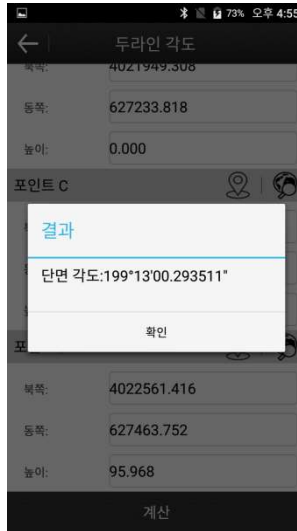 73% 오후 4:55
두라인 각도
북쪽:
4021949.308
동쪽:
627233.818
높이:
0.000
포인트 C
결과
단면 각도:199°13'00.293511"
확인
북쪽:
4022561.416
동쪽:
627463.752
높이:
95.968
계산